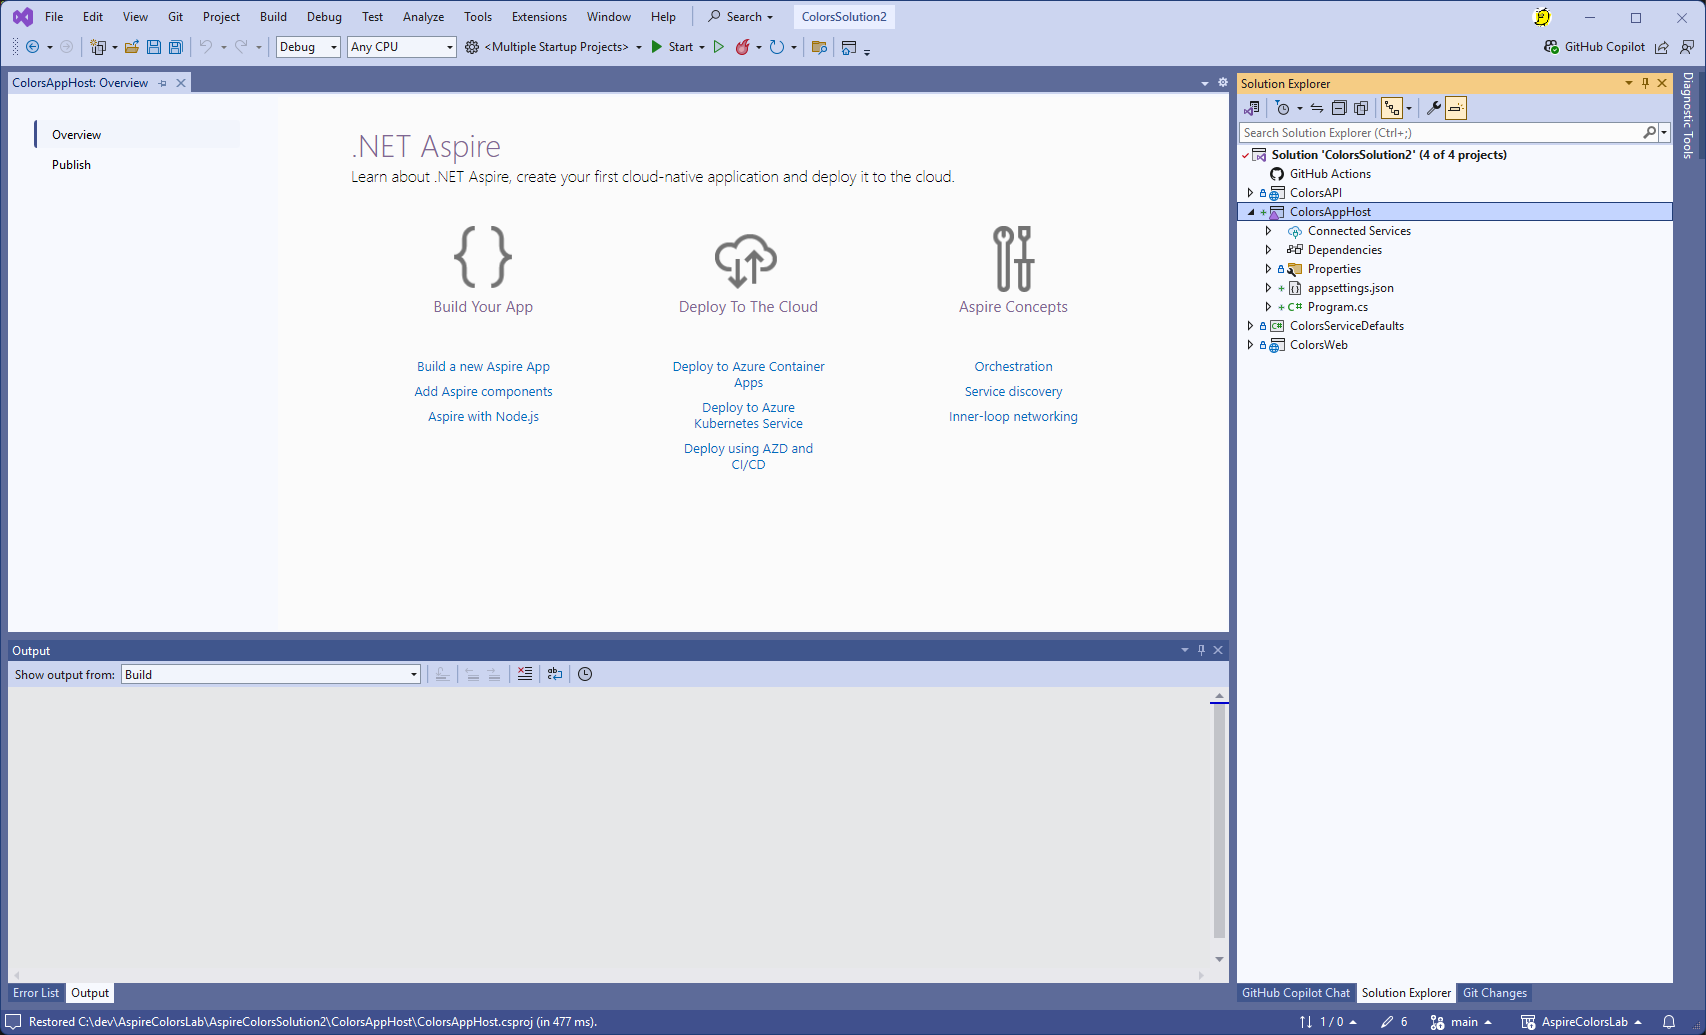 File Edit View Git Project Build Debug Test Analyze Tools Extensions Window Help Search ColorsSolution2
Debug Any CPU <Multiple Startup Projects> Start GitHub Copilot
ColorsAppHost: Overview
Overview
Publish
.NET Aspire
Learn about .NET Aspire, create your first cloud-native application and deploy it to the cloud.
Build Your App
Build a new Aspire App
Add Aspire components
Aspire with Node.js
Deploy To The Cloud
Deploy to Azure Container
Apps
Deploy to Azure
Kubernetes Service
Deploy using AZD and
CI/CD
Aspire Concepts
Orchestration
Service discovery
Inner-loop networking
Output
Show output from: Build
Error List Output
Solution Explorer
Search Solution Explorer (Ctrl+;)
Solution 'ColorsSolution2' (4 of 4 projects)
GitHub Actions
ColorsAPI
ColorsAppHost
Connected Services
Dependencies
Properties
appsettings.json
C# Program.cs
C# ColorsServiceDefaults
ColorsWeb
GitHub Copilot Chat Solution Explorer Git Changes
Diagnostic Tools
Restored C:\dev\AspireColorsLab\AspireColorsSolution2\ColorsAppHost\ColorsAppHost.csproj (in 477 ms). 1 / 0 6 main AspireColorsLab